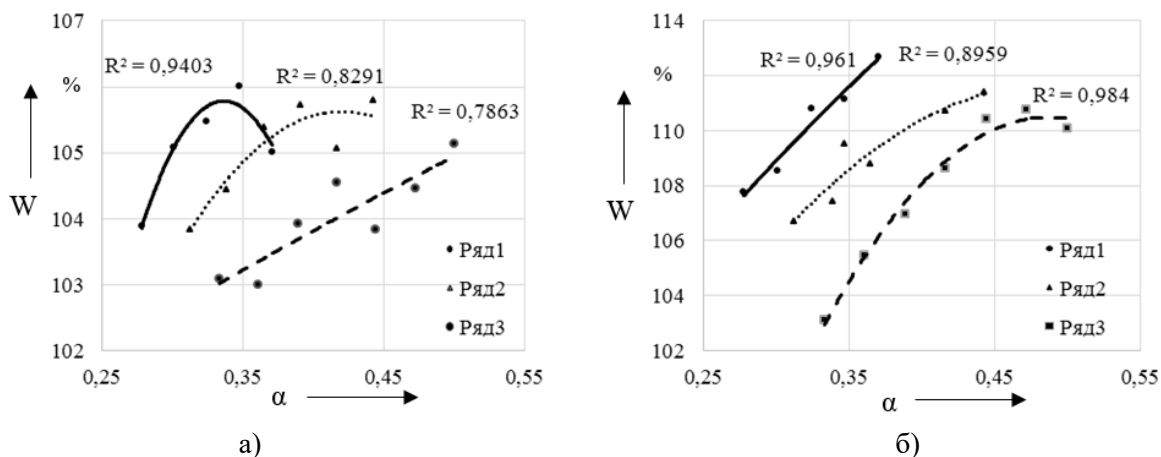 107
%
105
W
104
103
102
R² = 0,9403
R² = 0,8291
R² = 0,7863
Ряд1
Ряд2
Ряд3
0,25 0,35 0,45 0,55
α
а)
114
%
110
W
108
106
104
102
R² = 0,961
R² = 0,8959
R² = 0,984
Ряд1
Ряд2
Ряд3
0,25 0,35 0,45 0,55
α
б)